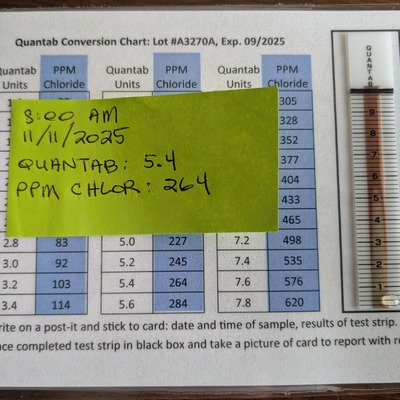 Quantab Conversion Chart: Lot #A3270A, Exp. 09/2025
Quantab Units PPM Chloride Quantab Units PPM Chloride Quantab Units PPM Chloride
305
328
352
377
404
433
465
8:00 AM
11/11/2025
QUANTAB: 5.4
PPM CHLOR: 264
2.8 83 5.0 227 7.2 498
3.0 92 5.2 245 7.4 535
3.2 103 5.4 264 7.6 576
3.4 114 5.6 284 7.8 620
rite on a post-it and stick to card: date and time of sample, results of test strip.
ace completed test strip in black box and take a picture of card to report with re
QUANTAB
9
8
7
6
5
4
3
2
1